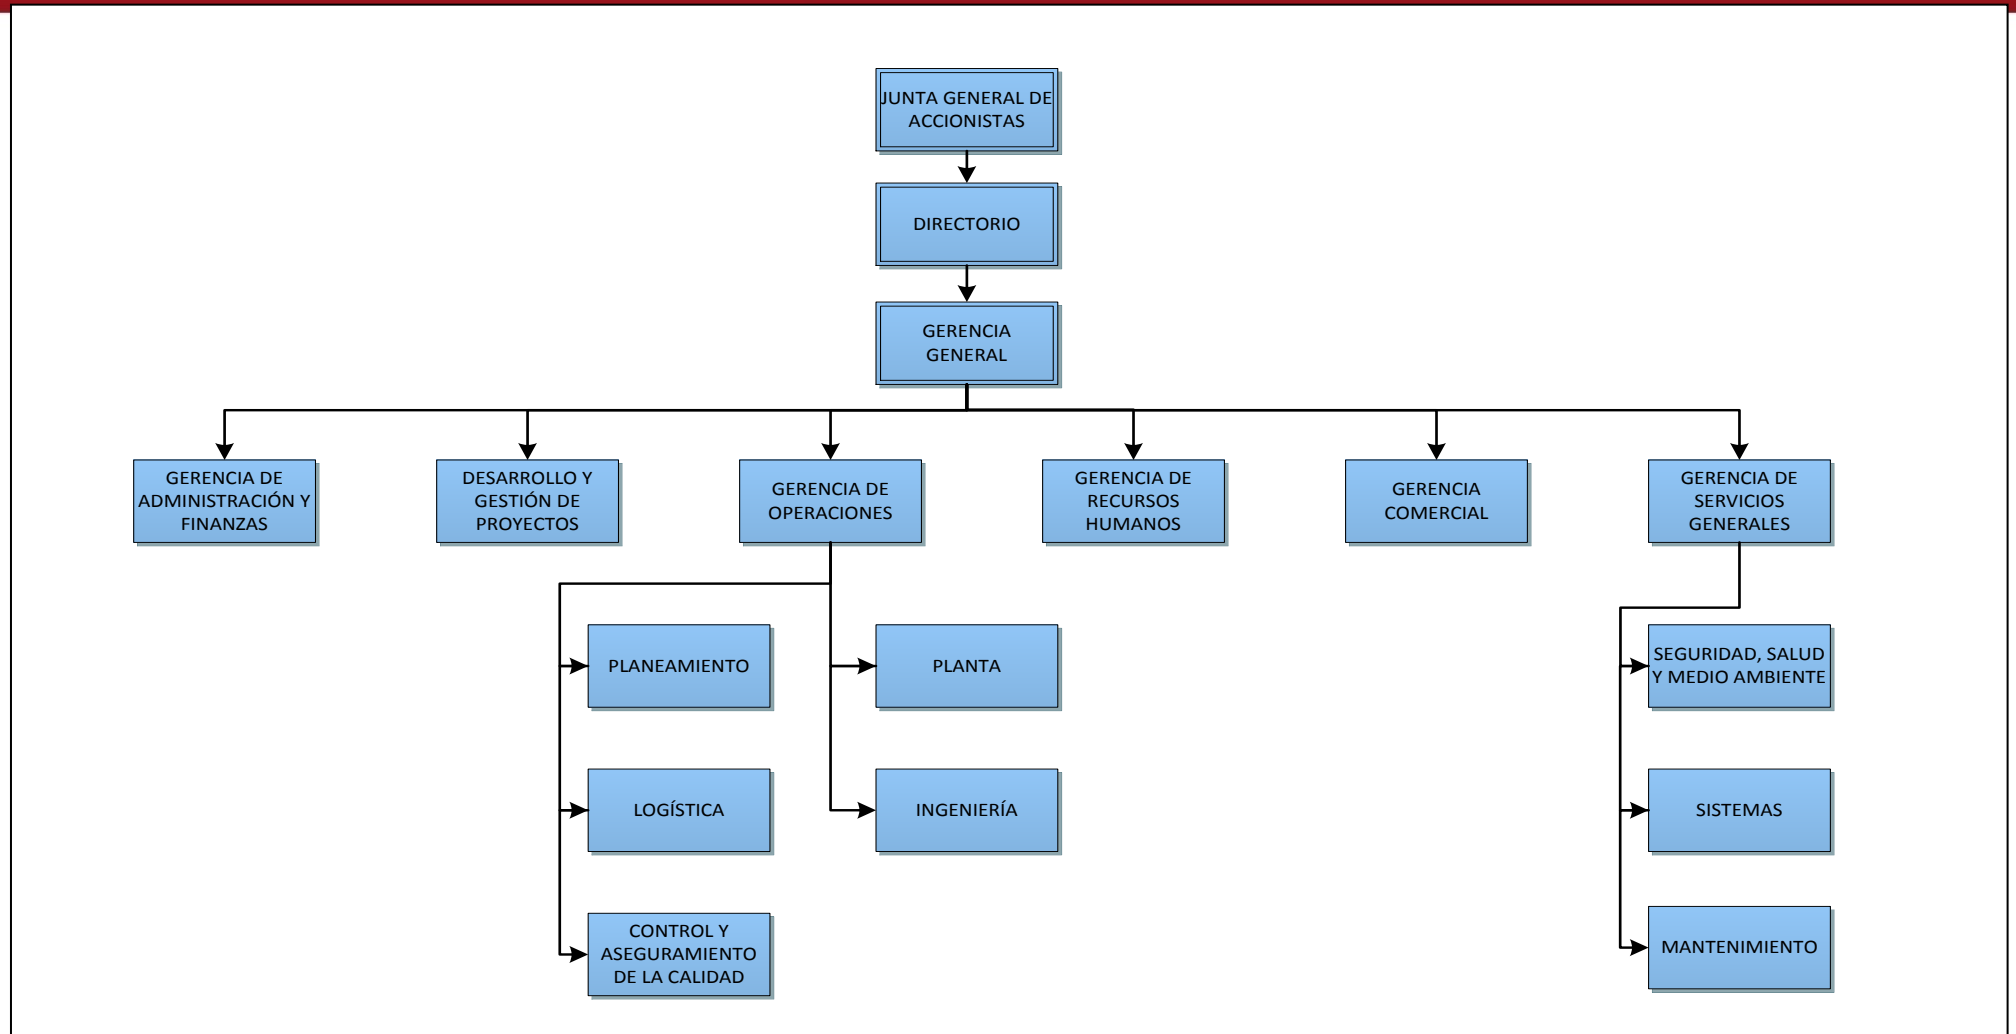 JUNTA GENERAL DE
ACCIONISTAS
DIRECTORIO
GERENCIA
GENERAL
GERENCIA DE
ADMINISTRACIÓN Y
FINANZAS
DESARROLLO Y
GESTIÓN DE
PROYECTOS
GERENCIA DE
OPERACIONES
GERENCIA DE
RECURSOS
HUMANOS
GERENCIA
COMERCIAL
GERENCIA DE
SERVICIOS
GENERALES
PLANEAMIENTO
PLANTA
SEGURIDAD, SALUD
Y MEDIO AMBIENTE
LOGÍSTICA
INGENIERÍA
SISTEMAS
CONTROL Y
ASEGURAMIENTO
DE LA CALIDAD
MANTENIMIENTO